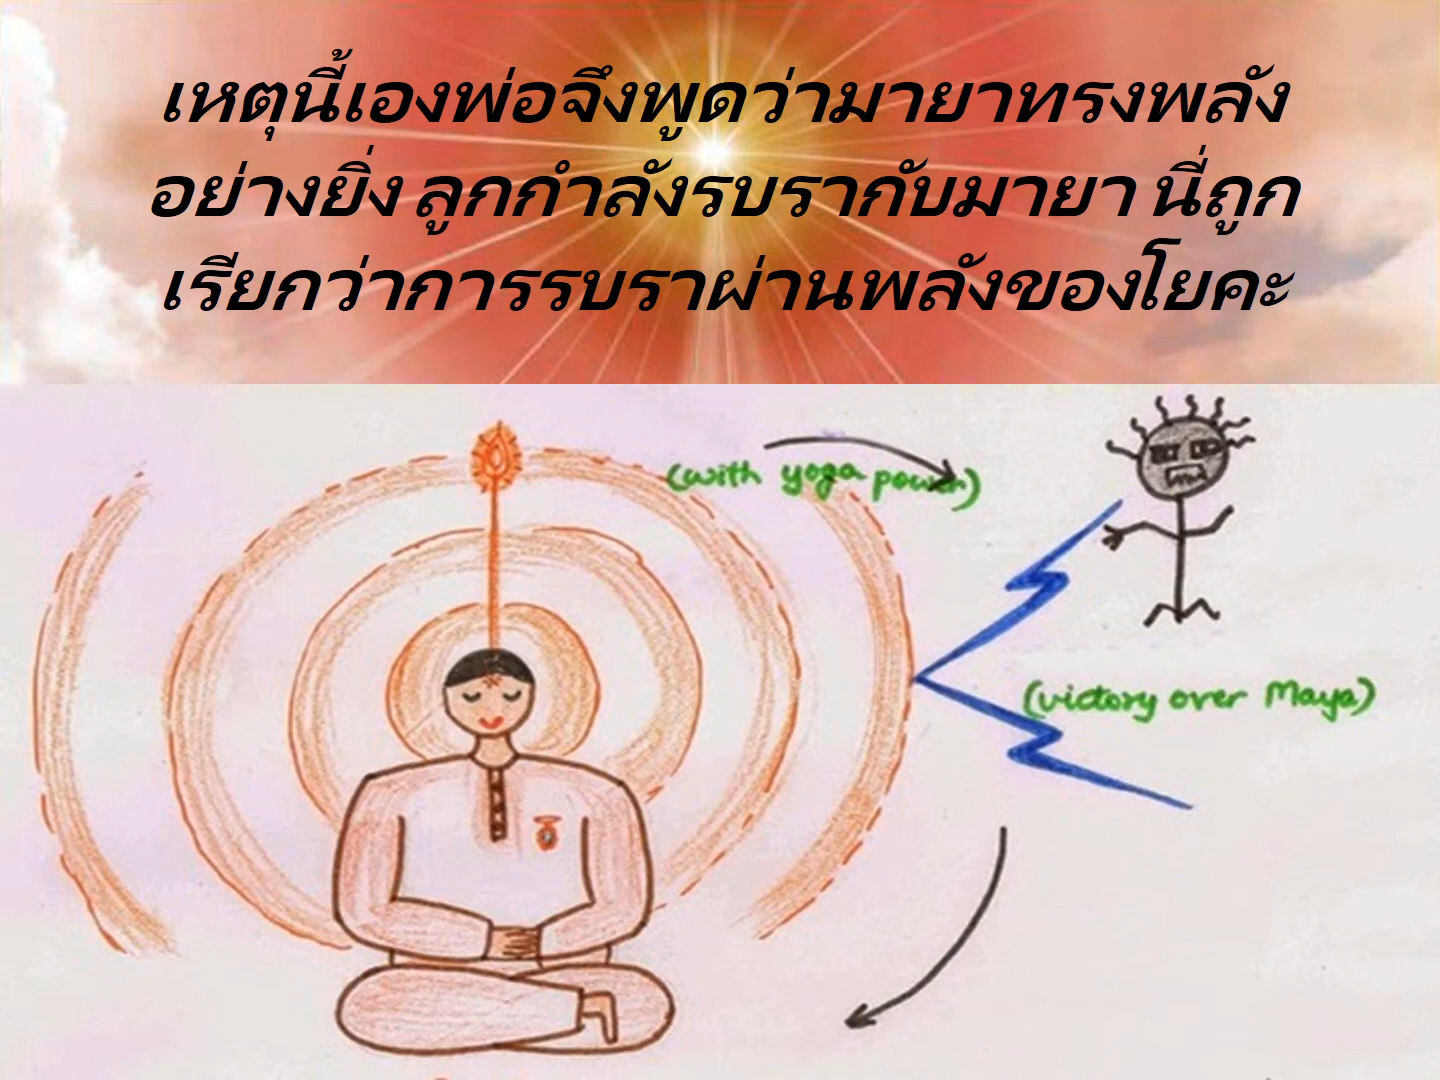 เหตุนี้เองพ่อจึงพูดว่ามายาทรงพลัง
อย่างยิ่ง ลูกกำลังรบรากับมายา นี่ถูก
เรียกว่าการรบราผ่านพลังของโยคะ
(with yoga power)
(victory over Maya)